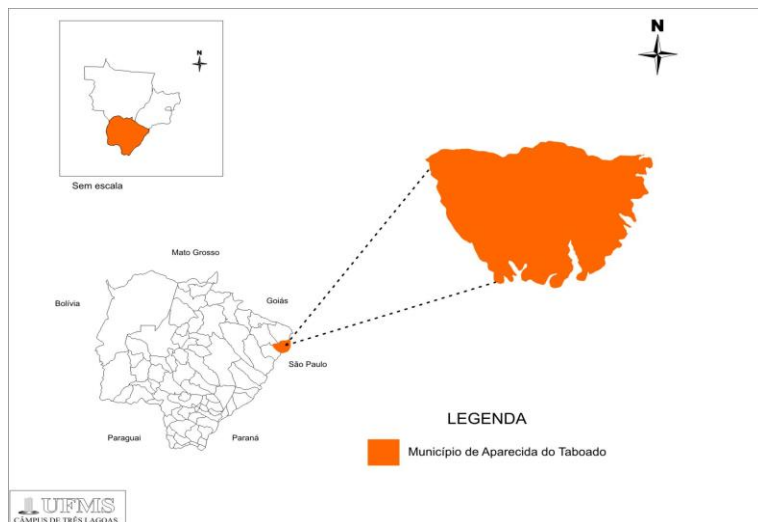 N
N
Sem escala
Mato Grosso
Bolívia
Goiás
São Paulo
Paraguai
Paraná
LEGENDA
Município de Aparecida do Taboado
UFMS
CÂMPUS DE TRÊS LAGOAS